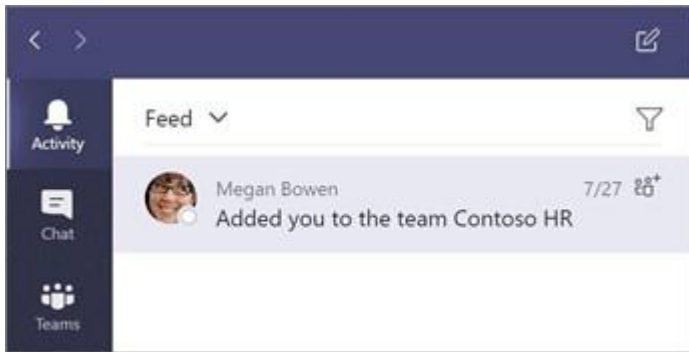 Activity
Feed
Megan Bowen 7/27
Added you to the team Contoso HR
Chat
Teams